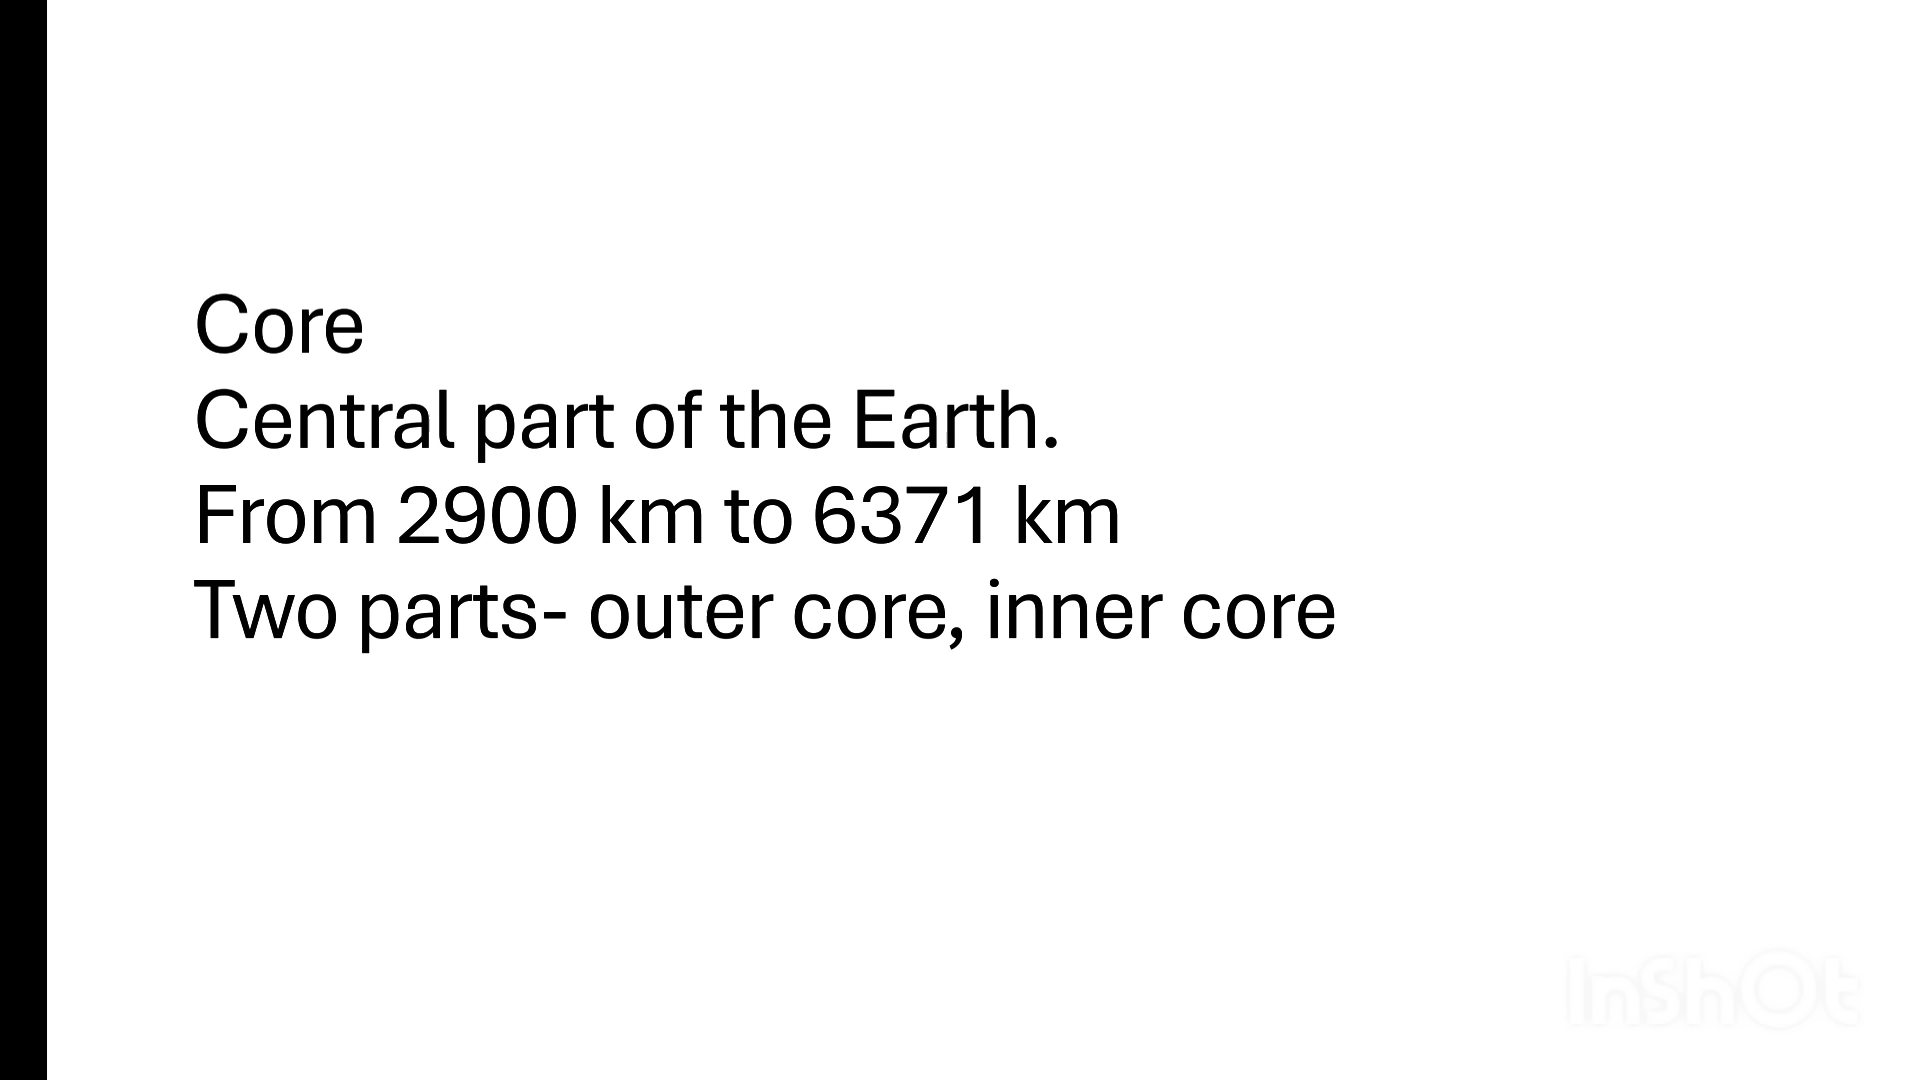 Core
Central part of the Earth.
From 2900 km to 6371 km
Two parts- outer core, inner core
InShOt